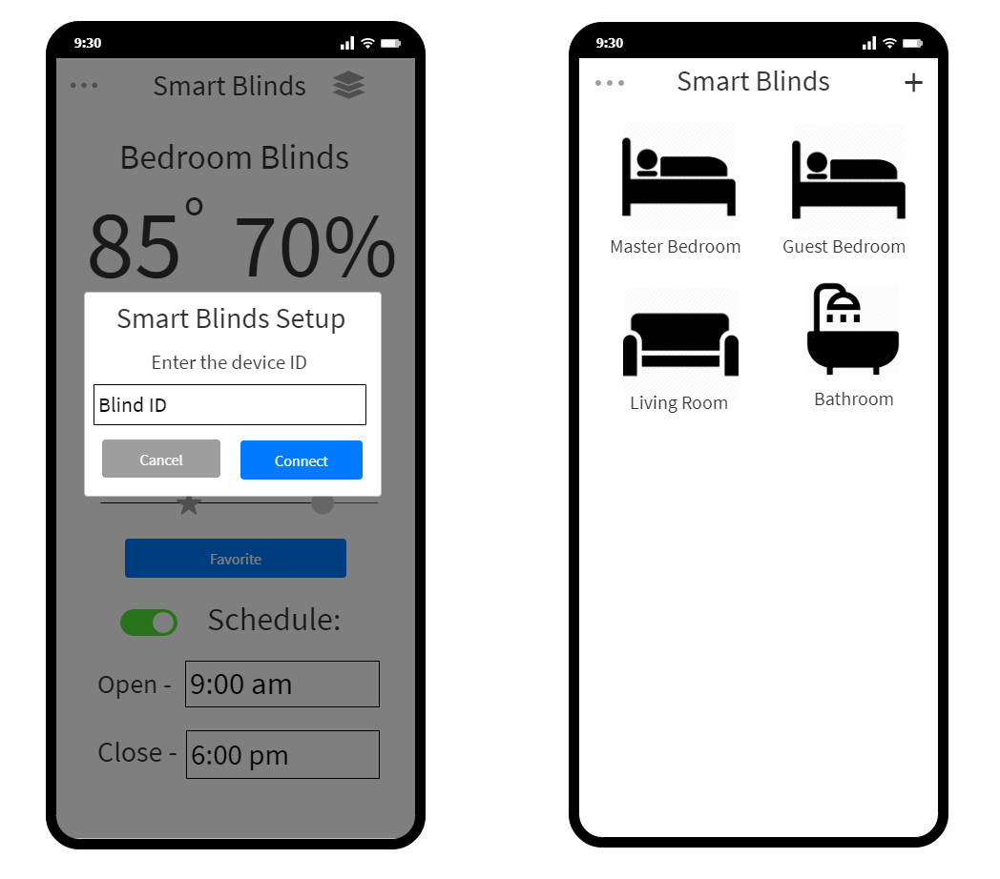 9:30
Smart Blinds
Bedroom Blinds
85° 70%
Smart Blinds Setup
Enter the device ID
Blind ID
Cancel Connect
Favorite
Schedule:
Open - 9:00 am
Close - 6:00 pm
9:30
Smart Blinds +
Master Bedroom Guest Bedroom
Living Room Bathroom